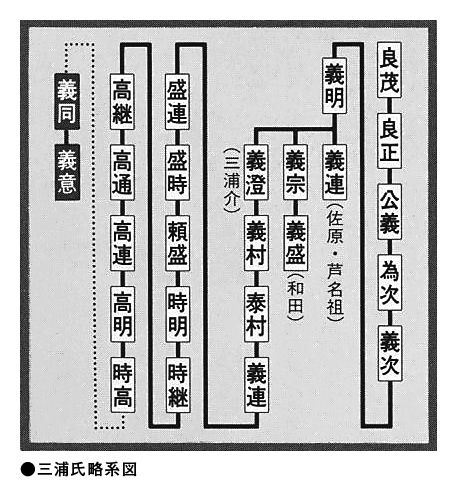 良茂
良正
公義
為次
義次
義明
義連
（佐原・芦名祖）
義宗
義盛
（和田）
義澄
（三浦介）
義村
泰村
義連
盛連
盛時
頼盛
時明
時継
高継
高通
高連
高明
時高
義同
義意
●三浦氏略系図